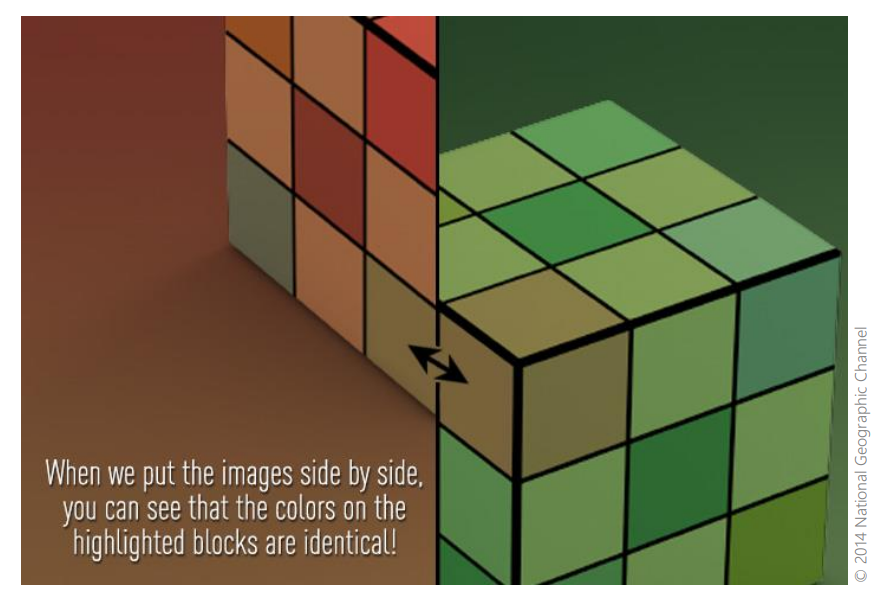 When we put the images side by side,
you can see that the colors on the
highlighted blocks are identical!
© 2014 National Geographic Channel